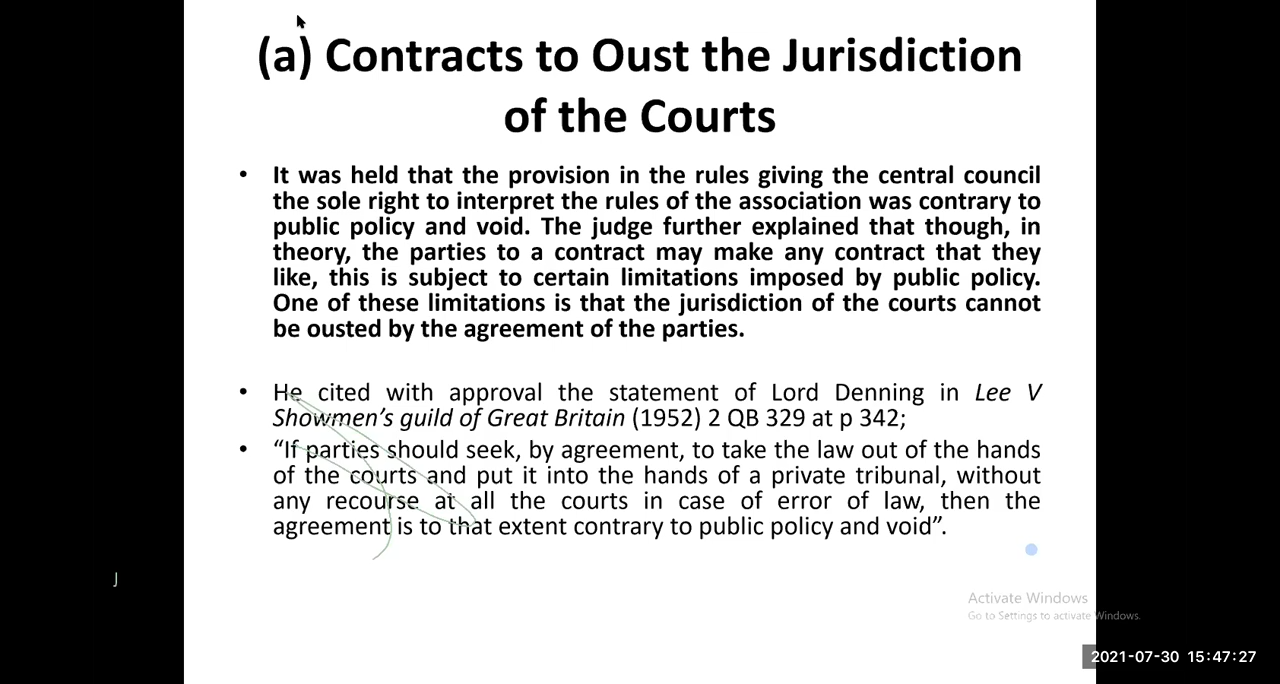 (a) Contracts to Oust the Jurisdiction
of the Courts
• It was held that the provision in the rules giving the central council
the sole right to interpret the rules of the association was contrary to
public policy and void. The judge further explained that though, in
theory, the parties to a contract may make any contract that they
like, this is subject to certain limitations imposed by public policy.
One of these limitations is that the jurisdiction of the courts cannot
be ousted by the agreement of the parties.
• He cited with approval the statement of Lord Denning in Lee V
Showmen’s guild of Great Britain (1952) 2 QB 329 at p 342;
• “If parties should seek, by agreement, to take the law out of the hands
of the courts and put it into the hands of a private tribunal, without
any recourse at all the courts in case of error of law, then the
agreement is to that extent contrary to public policy and void”.
J
Activate Windows
Go to Settings to activate Windows.
2021-07-30 15:47:27